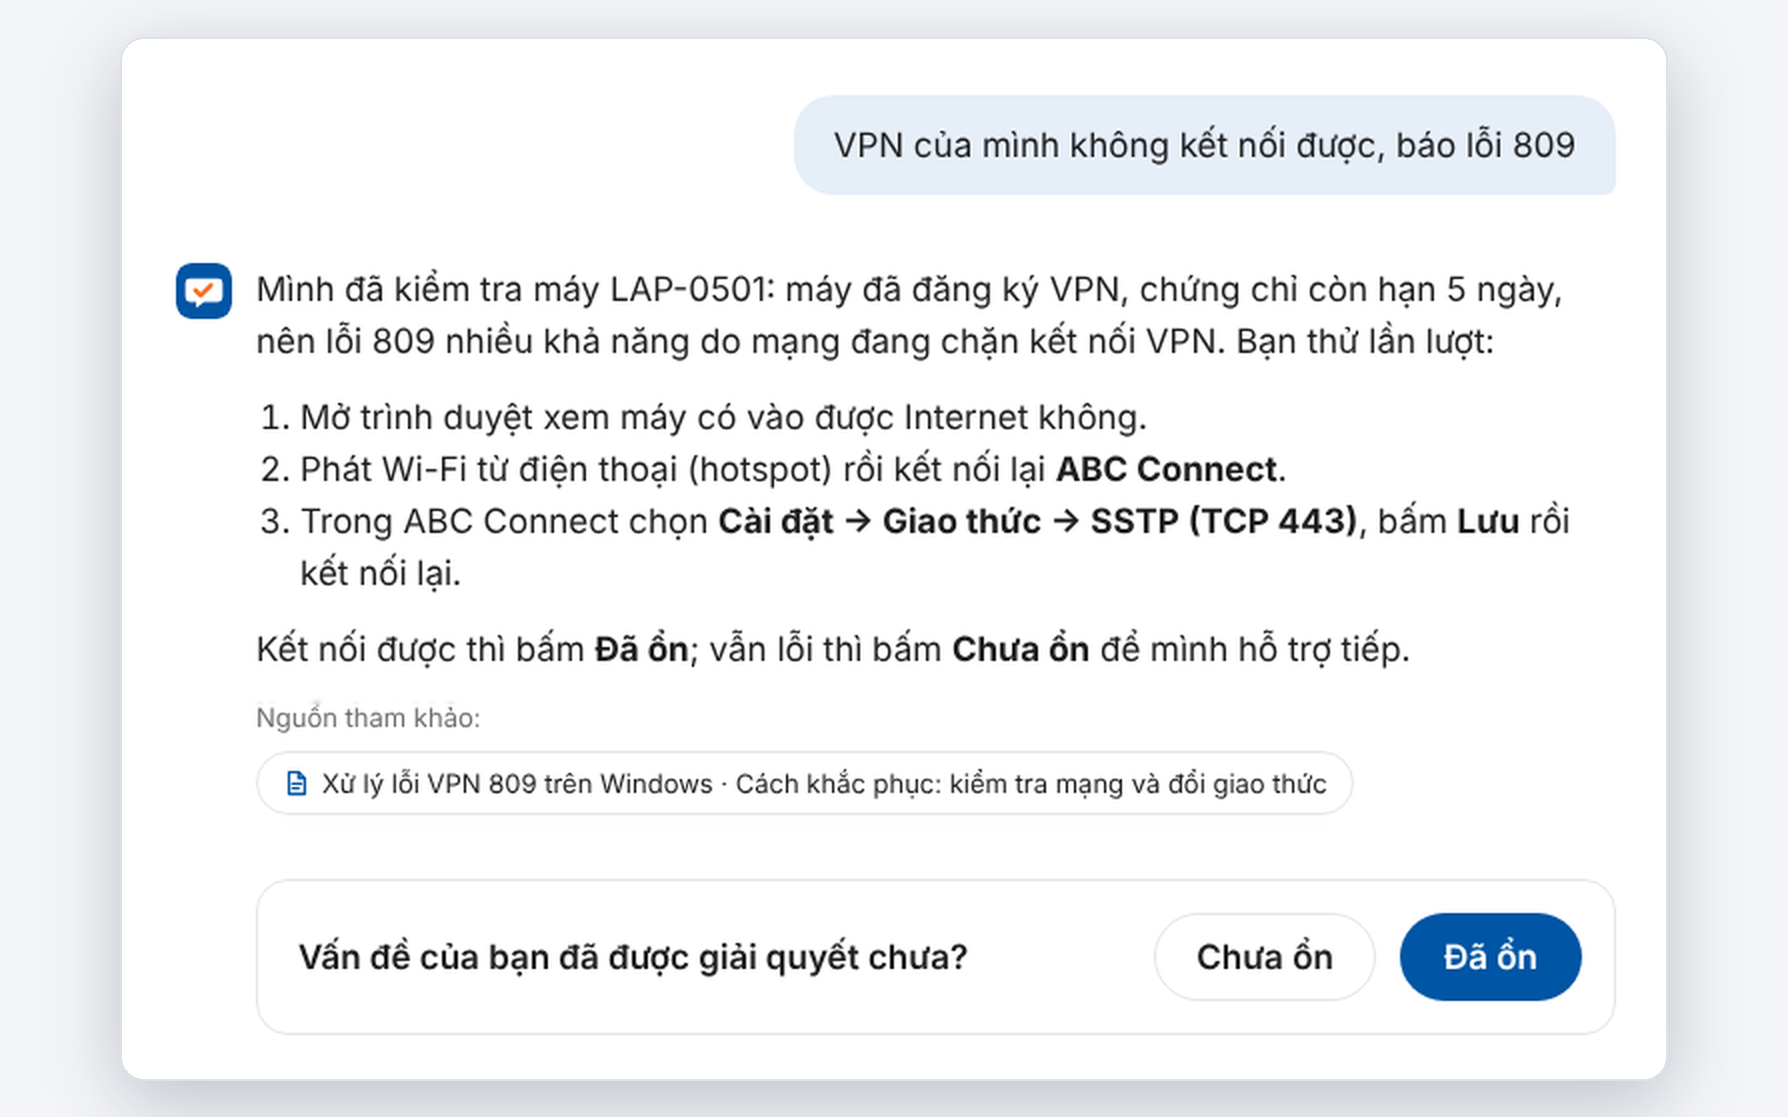 VPN của mình không kết nối được, báo lỗi 809
Mình đã kiểm tra máy LAP-0501: máy đã đăng ký VPN, chứng chỉ còn hạn 5 ngày,
nên lỗi 809 nhiều khả năng do mạng đang chặn kết nối VPN. Bạn thử lần lượt:
1. Mở trình duyệt xem máy có vào được Internet không.
2. Phát Wi-Fi từ điện thoại (hotspot) rồi kết nối lại ABC Connect.
3. Trong ABC Connect chọn Cài đặt → Giao thức → SSTP (TCP 443), bấm Lưu rồi
kết nối lại.
Kết nối được thì bấm Đã ổn; vẫn lỗi thì bấm Chưa ổn để mình hỗ trợ tiếp.
Nguồn tham khảo:
Xử lý lỗi VPN 809 trên Windows · Cách khắc phục: kiểm tra mạng và đổi giao thức
Vấn đề của bạn đã được giải quyết chưa? Chưa ổn Đã ổn